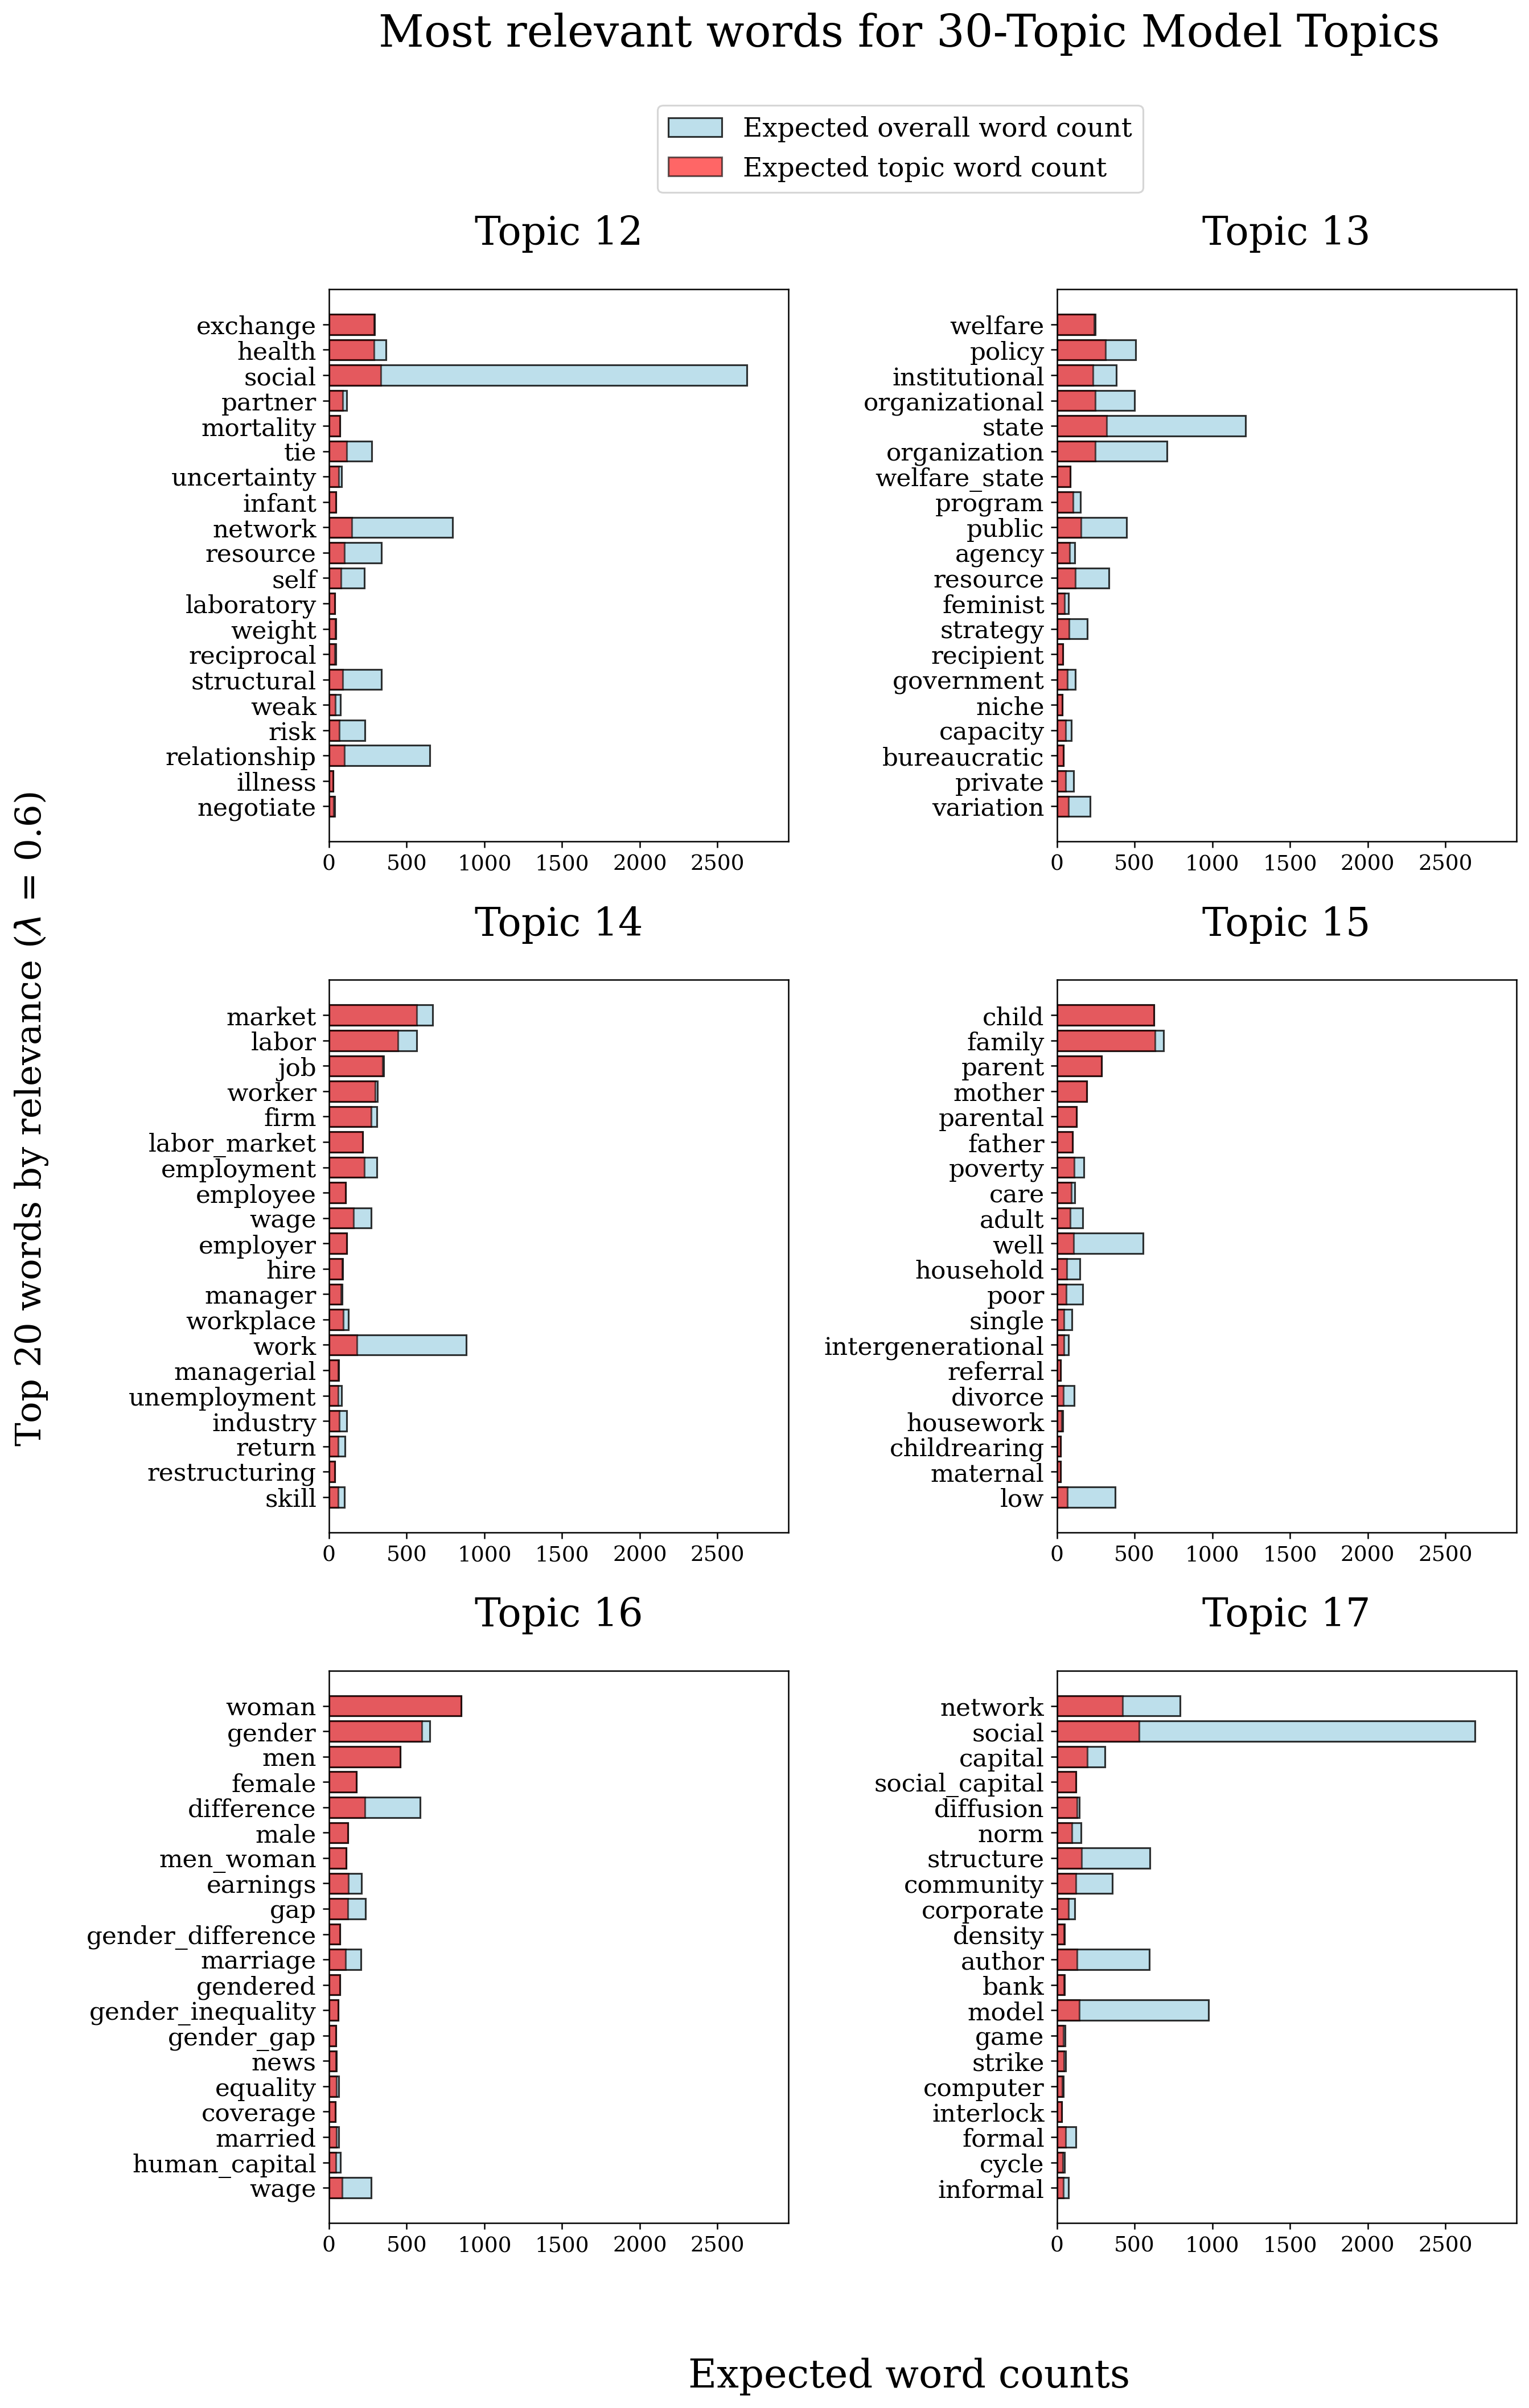 Most relevant words for 30-Topic Model Topics
Expected overall word count
Expected topic word count
Top 20 words by relevance (λ = 0.6)
Topic 12
exchange
health
social
partner
mortality
tie
uncertainty
infant
network
resource
self
laboratory
weight
reciprocal
structural
weak
risk
relationship
illness
negotiate
0 500 1000 1500 2000 2500
Topic 13
welfare
policy
institutional
organizational
state
organization
welfare_state
program
public
agency
resource
feminist
strategy
recipient
government
niche
capacity
bureaucratic
private
variation
0 500 1000 1500 2000 2500
Topic 14
market
labor
job
worker
firm
labor_market
employment
employee
wage
employer
hire
manager
workplace
work
managerial
unemployment
industry
return
restructuring
skill
0 500 1000 1500 2000 2500
Topic 15
child
family
parent
mother
parental
father
poverty
care
adult
well
household
poor
single
intergenerational
referral
divorce
housework
childrearing
maternal
low
0 500 1000 1500 2000 2500
Topic 16
woman
gender
men
female
difference
male
men_woman
earnings
gap
gender_difference
marriage
gendered
gender_inequality
gender_gap
news
equality
coverage
married
human_capital
wage
0 500 1000 1500 2000 2500
Topic 17
network
social
capital
social_capital
diffusion
norm
structure
community
corporate
density
author
bank
model
game
strike
computer
interlock
formal
cycle
informal
0 500 1000 1500 2000 2500
Expected word counts